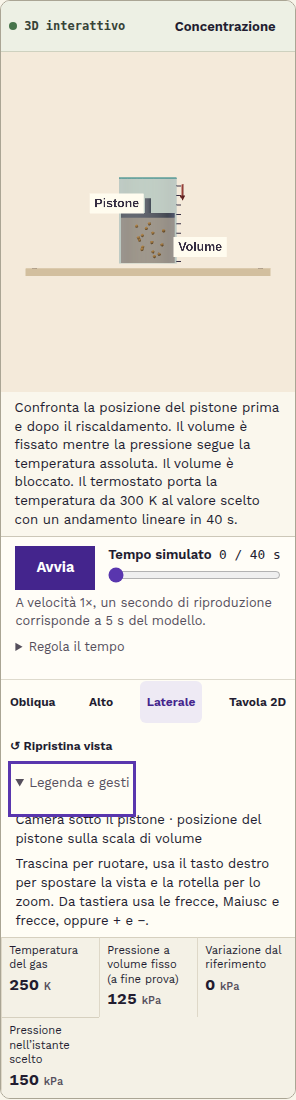 3D interattivo
Concentrazione
Pistone
Volume
Confronta la posizione del pistone prima
e dopo il riscaldamento. Il volume è
fissato mentre la pressione segue la
temperatura assoluta. Il volume è
bloccato. Il termostato porta la
temperatura da 300 K al valore scelto
con un andamento lineare in 40 s.
Avvia
Tempo simulato 0 / 40 s
A velocità 1×, un secondo di riproduzione
corrisponde a 5 s del modello.
▶ Regola il tempo
Obliqua Alto Laterale Tavola 2D
↺ Ripristina vista
▼ Legenda e gesti
Camera sotto il pistone · posizione del
pistone sulla scala di volume
Trascina per ruotare, usa il tasto destro
per spostare la vista e la rotella per lo
zoom. Da tastiera usa le frecce, Maiusc e
frecce, oppure + e −.
Temperatura
del gas
250 K
Pressione a
volume fisso
(a fine prova)
125 kPa
Variazione dal
riferimento
0 kPa
Pressione
nell'istante
scelto
150 kPa